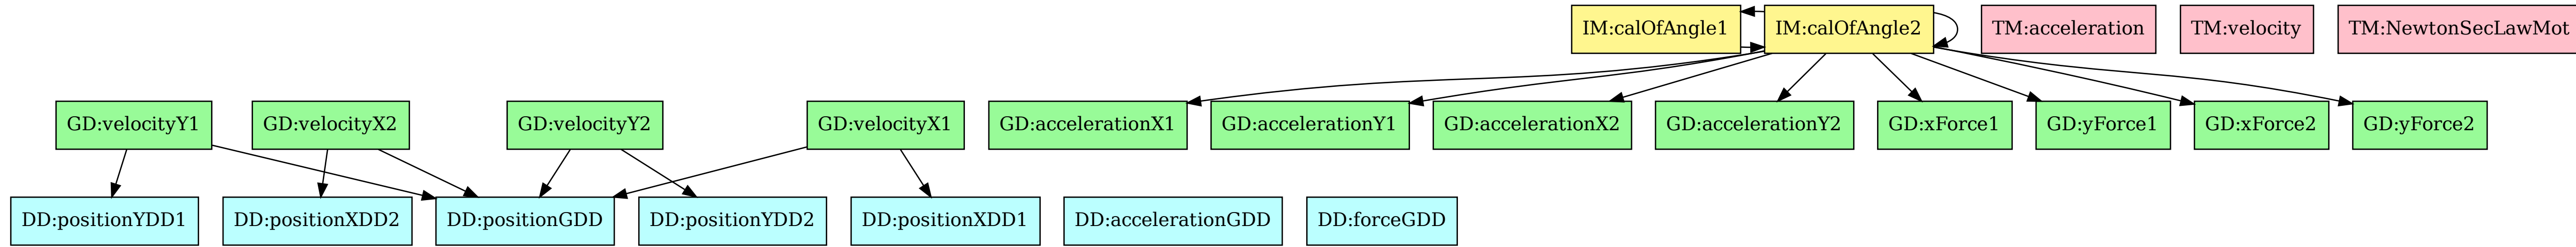 IM:calOfAngle1
IM:calOfAngle2
TM:acceleration
TM:velocity
TM:NewtonSecLawMot
GD:velocityY1
GD:velocityX2
GD:velocityY2
GD:velocityX1
GD:accelerationX1
GD:accelerationY1
GD:accelerationX2
GD:accelerationY2
GD:xForce1
GD:yForce1
GD:xForce2
GD:yForce2
DD:positionYDD1
DD:positionXDD2
DD:positionGDD
DD:positionYDD2
DD:positionXDD1
DD:accelerationGDD
DD:forceGDD